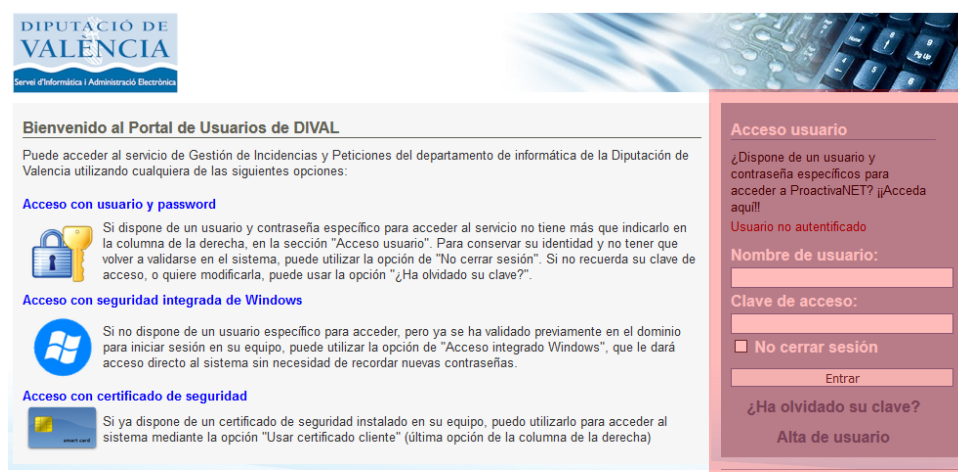 DIPUTACIÓ DE
VALÈNCIA
Servei d'Informàtica i Administració Electrònica
Home
9
Pg Up
Bienvenido al Portal de Usuarios de DIVAL
Puede acceder al servicio de Gestión de Incidencias y Peticiones del departamento de informática de la Diputación de
Valencia utilizando cualquiera de las siguientes opciones:
Acceso con usuario y password
Si dispone de un usuario y contraseña específico para acceder al servicio no tiene más que indicarlo en
la columna de la derecha, en la sección "Acceso usuario". Para conservar su identidad y no tener que
volver a validarse en el sistema, puede utilizar la opción de "No cerrar sesión". Si no recuerda su clave de
acceso, o quiere modificarla, puede usar la opción "¿Ha olvidado su clave?".
Acceso con seguridad integrada de Windows
Si no dispone de un usuario específico para acceder, pero ya se ha validado previamente en el dominio
para iniciar sesión en su equipo, puede utilizar la opción de "Acceso integrado Windows", que le dará
acceso directo al sistema sin necesidad de recordar nuevas contraseñas.
Acceso con certificado de seguridad
smart card
Si ya dispone de un certificado de seguridad instalado en su equipo, puedo utilizarlo para acceder al
sistema mediante la opción "Usar certificado cliente" (última opción de la columna de la derecha)
Acceso usuario
¿Dispone de un usuario y
contraseña específicos para
acceder a ProactivaNET? ¡¡Acceda
aquí!!
Usuario no autentificado
Nombre de usuario:
Clave de acceso:
No cerrar sesión
Entrar
¿Ha olvidado su clave?
Alta de usuario